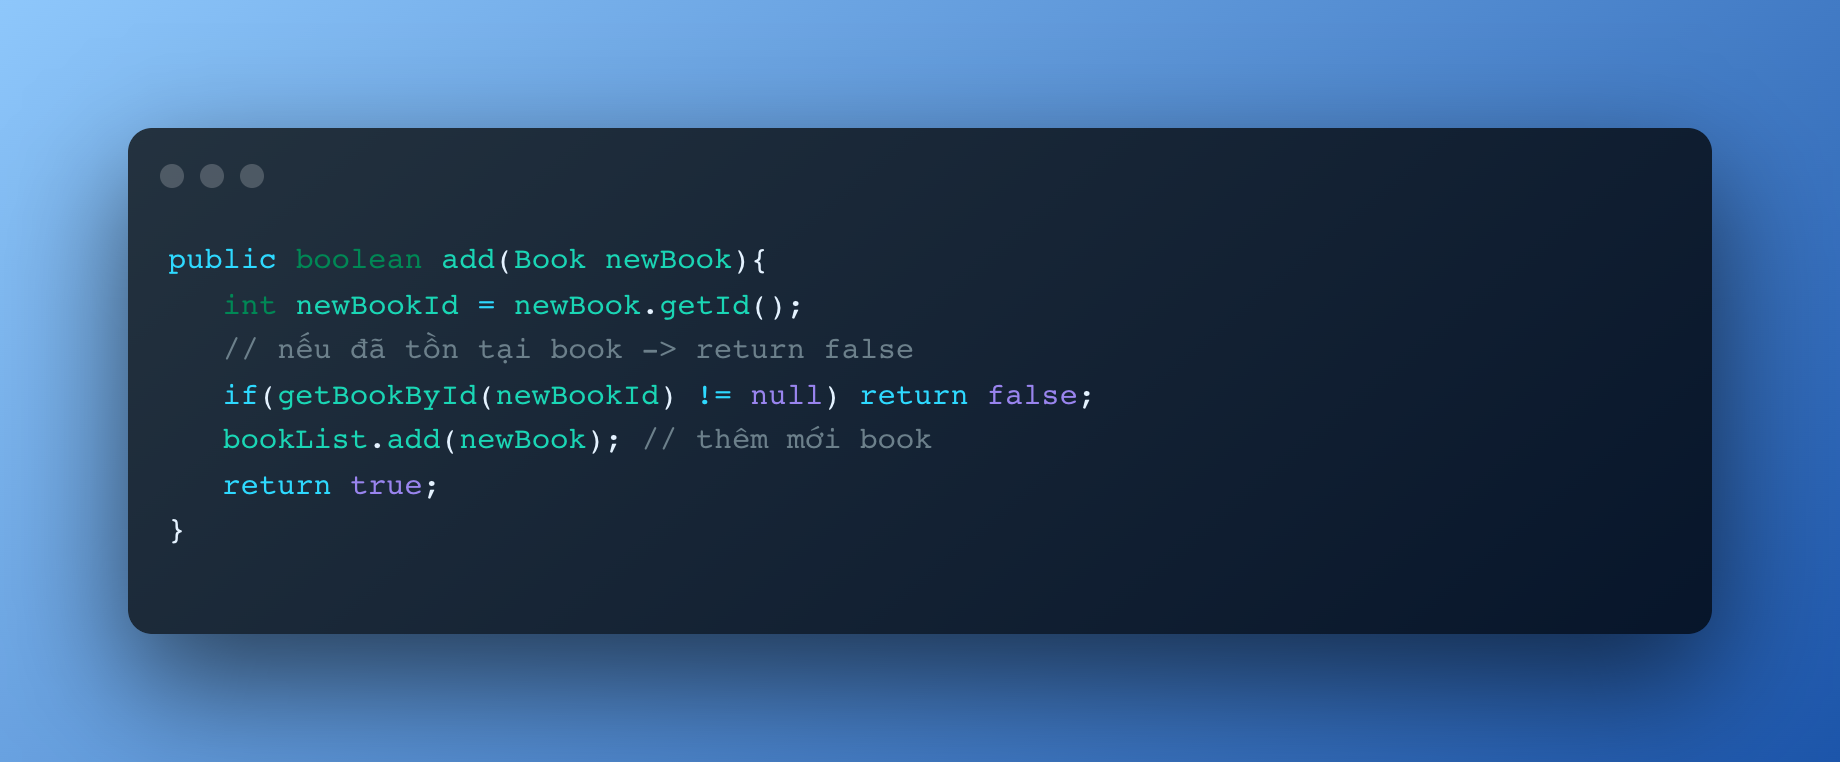 public boolean add(Book newBook){
   int newBookId = newBook.getId();
   // nếu đã tồn tại book -> return false
   if(getBookById(newBookId) != null) return false;
   bookList.add(newBook); // thêm mới book
   return true;
}